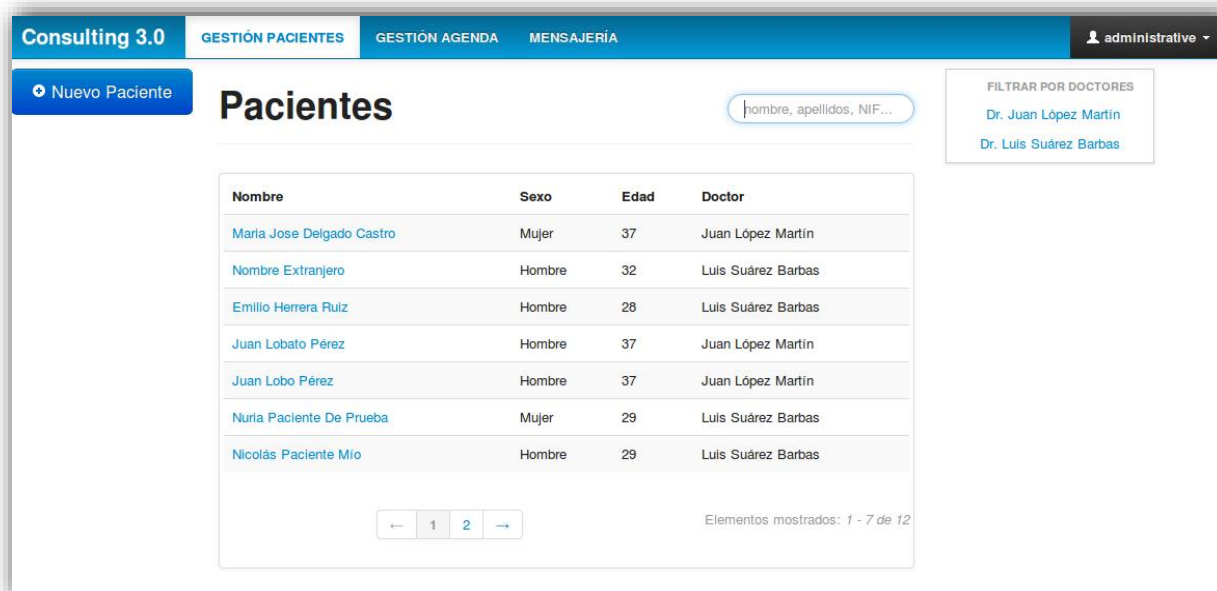 Consulting 3.0 GESTIÓN PACIENTES GESTIÓN AGENDA MENSAJERÍA administrative
Nuevo Paciente
Pacientes
nombre, apellidos, NIF...
FILTRAR POR DOCTORES
Dr. Juan López Martín
Dr. Luis Suárez Barbas
Nombre Sexo Edad Doctor
Maria Jose Delgado Castro Mujer 37 Juan López Martín
Nombre Extranjero Hombre 32 Luis Suárez Barbas
Emilio Herrera Ruiz Hombre 28 Luis Suárez Barbas
Juan Lobato Pérez Hombre 37 Juan López Martín
Juan Lobo Pérez Hombre 37 Juan López Martín
Nuria Paciente De Prueba Mujer 29 Luis Suárez Barbas
Nicolás Paciente Mío Hombre 29 Luis Suárez Barbas
← 1 2 → Elementos mostrados: 1 - 7 de 12